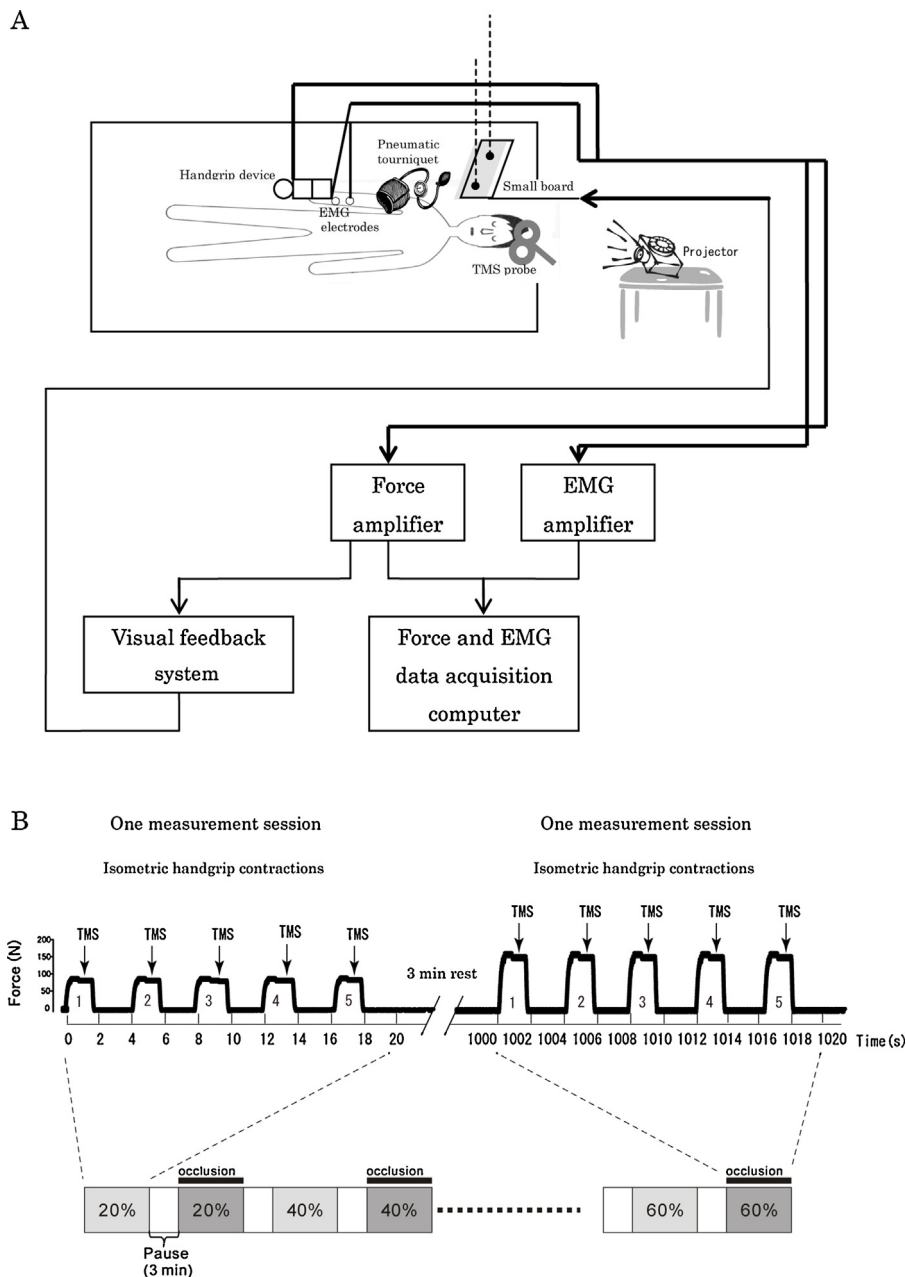 A
Pneumatic
tourniquet
Handgrip device
Small board
EMG
electrodes
TMS probe
Projector
Force
amplifier
EMG
amplifier
Visual feedback
system
Force and EMG
data acquisition
computer
B
One measurement session
One measurement session
Isometric handgrip contractions
Isometric handgrip contractions
TMS TMS TMS TMS TMS
TMS TMS TMS TMS TMS
Force (N)
200
150
100
50
0
1 2 3 4 5
3 min rest
1 2 3 4 5
0 2 4 6 8 10 12 14 16 18 20
1000 1002 1004 1006 1008 1010 1012 1014 1016 1018 1020 Time(s)
occlusion occlusion occlusion
20% 20% 40% 40% 60% 60%
Pause
(3 min)